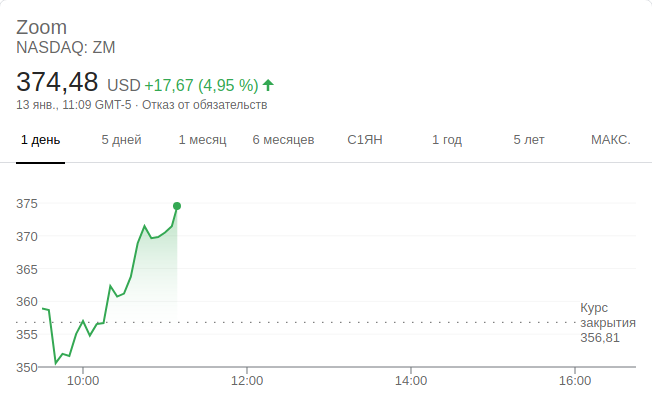 Zoom
NASDAQ: ZM
374,48 USD +17,67 (4,95 %)
13 янв., 11:09 GMT-5 · Отказ от обязательств
1 день 5 дней 1 месяц 6 месяцев С1ЯН 1 год 5 лет МАКС.
375
370
365
360
355
350
Курс
закрытия
356,81
10:00 12:00 14:00 16:00